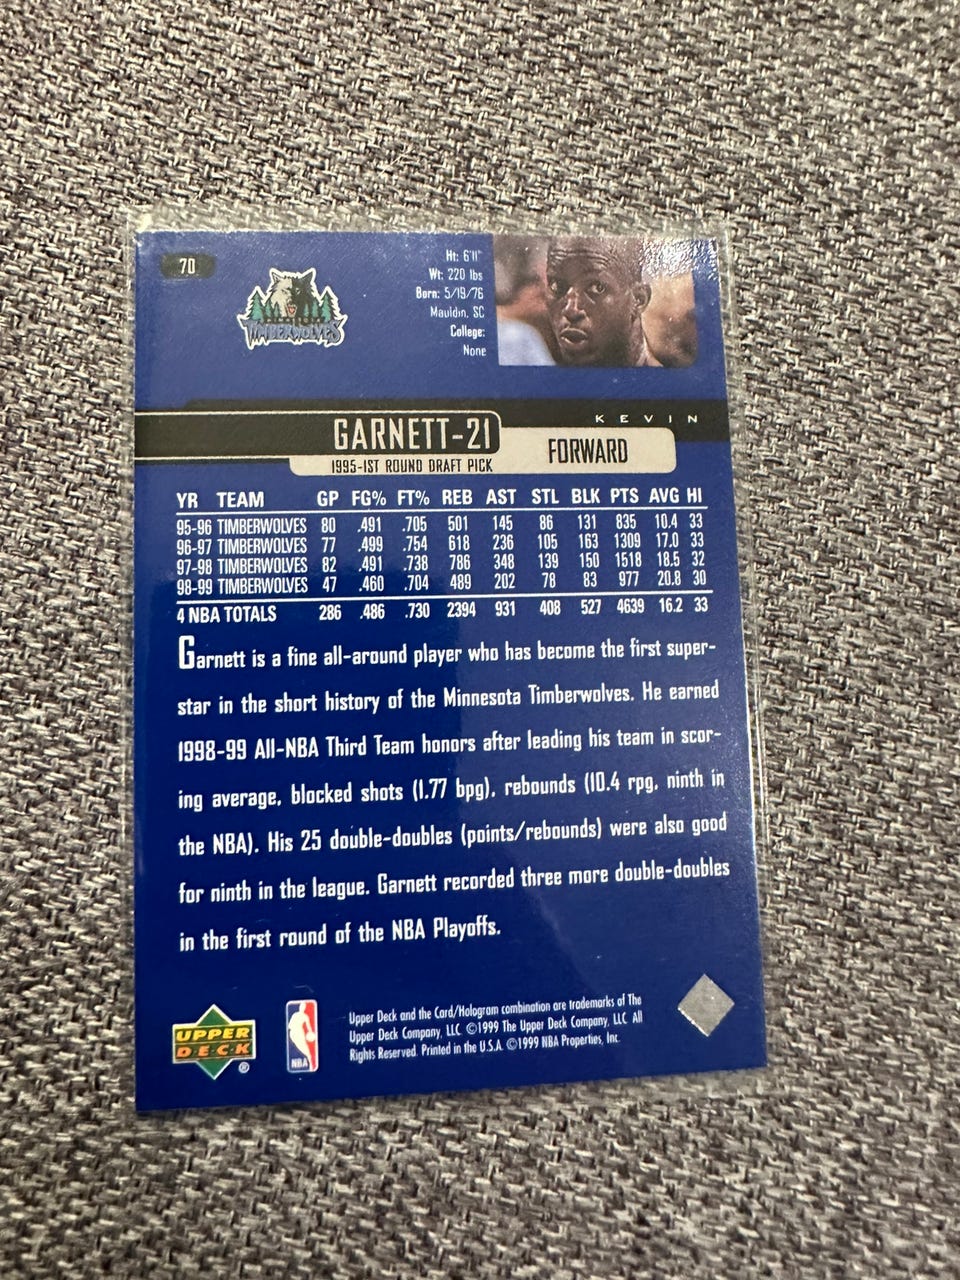 70
TIMBERWOLVES
Ht: 6'11"
Wt: 220 lbs
Born: 5/19/76
Mauldin, SC
College:
None
KEVIN
GARNETT-21
FORWARD
1995-1ST ROUND DRAFT PICK
YR TEAM GP FG% FT% REB AST STL BLK PTS AVG HI
95-96 TIMBERWOLVES 80 .491 .705 501 145 86 131 835 10.4 33
96-97 TIMBERWOLVES 77 .499 .754 618 236 105 163 1309 17.0 33
97-98 TIMBERWOLVES 82 .491 .738 786 348 139 150 1518 18.5 32
98-99 TIMBERWOLVES 47 .460 .704 489 202 78 83 977 20.8 30
4 NBA TOTALS 286 .486 .730 2394 931 408 527 4639 16.2 33
Garnett is a fine all-around player who has become the first super-
star in the short history of the Minnesota Timberwolves. He earned
1998-99 All-NBA Third Team honors after leading his team in scor-
ing average, blocked shots (1.77 bpg), rebounds (10.4 rpg, ninth in
the NBA). His 25 double-doubles (points/rebounds) were also good
for ninth in the league. Garnett recorded three more double-doubles
in the first round of the NBA Playoffs.
UPPER
DECK
®
NBA
Upper Deck and the Card/Hologram combination are trademarks of The
Upper Deck Company, LLC ©1999 The Upper Deck Company, LLC All
Rights Reserved. Printed in the U.S.A. ©1999 NBA Properties, Inc.